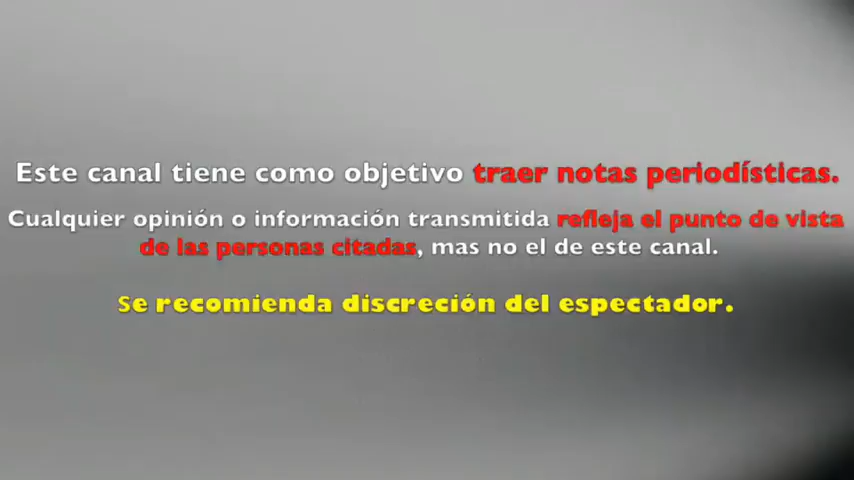 Este canal tiene como objetivo traer notas periodísticas.
Cualquier opinión o información transmitida refleja el punto de vista
de las personas citadas, mas no el de este canal.
Se recomienda discreción del espectador.